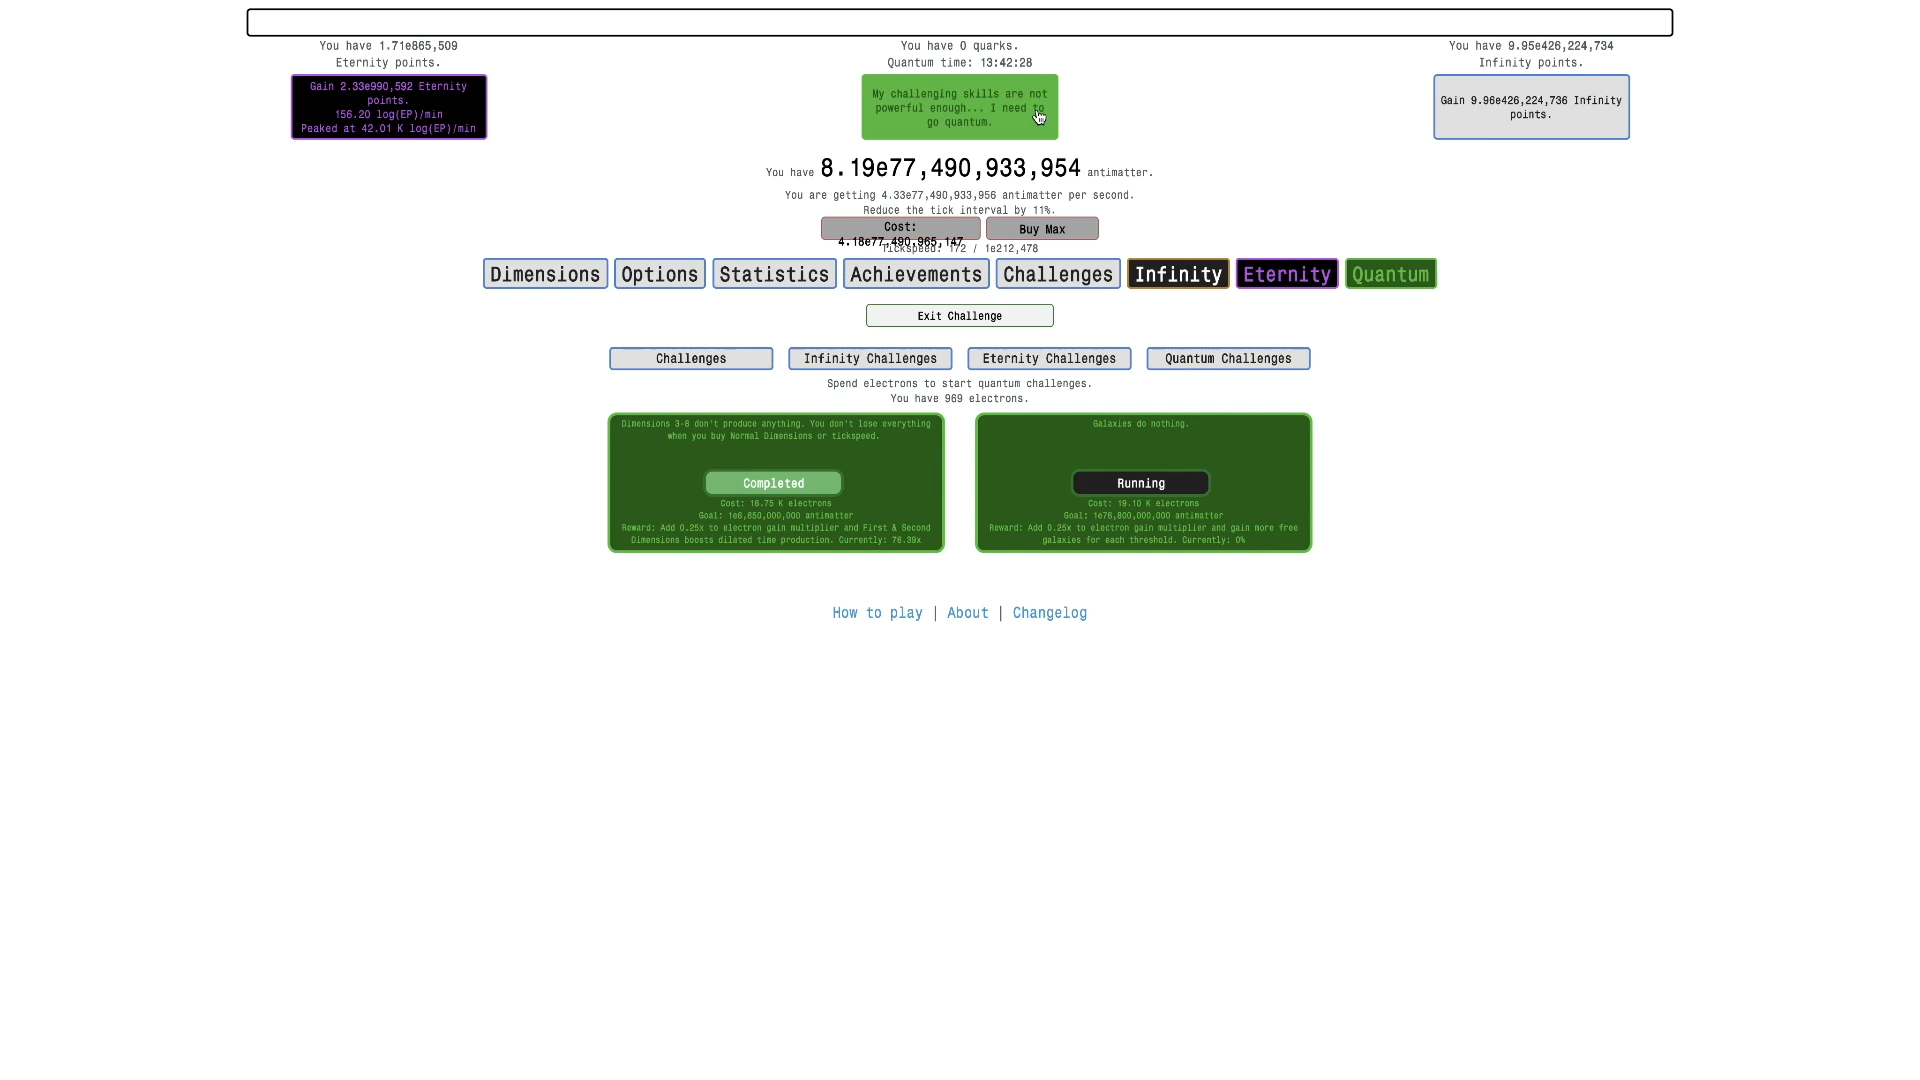 You have 1.71e865,509
Eternity points.
Gain 2.33e990,592 Eternity
points.
156.20 log(EP)/min
Peaked at 42.01 K log(EP)/min
You have 0 quarks.
Quantum time: 13:42:28
My challenging skills are not
powerful enough... I need to
go quantum.
You have 9.95e426,224,734
Infinity points.
Gain 9.96e426,224,736 Infinity
points.
You have 8.19e77,490,933,954 antimatter.
You are getting 4.33e77,490,933,956 antimatter per second.
Reduce the tick interval by 11%.
Cost:
4.18e77,490,965,147
Buy Max
Tickspeed: 172 / 1e212,478
Dimensions Options Statistics Achievements Challenges Infinity Eternity Quantum
Exit Challenge
Challenges Infinity Challenges Eternity Challenges Quantum Challenges
Spend electrons to start quantum challenges.
You have 969 electrons.
Dimensions 3-8 don't produce anything. You don't lose everything
when you buy Normal Dimensions or tickspeed.
Completed
Cost: 16.75 K electrons
Goal: 1e6,650,000,000 antimatter
Reward: Add 0.25x to electron gain multiplier and First & Second
Dimensions boosts dilated time production. Currently: 76.39x
Galaxies do nothing.
Running
Cost: 19.10 K electrons
Goal: 1e76,800,000,000 antimatter
Reward: Add 0.25x to electron gain multiplier and gain more free
galaxies for each threshold. Currently: 0%
How to play | About | Changelog